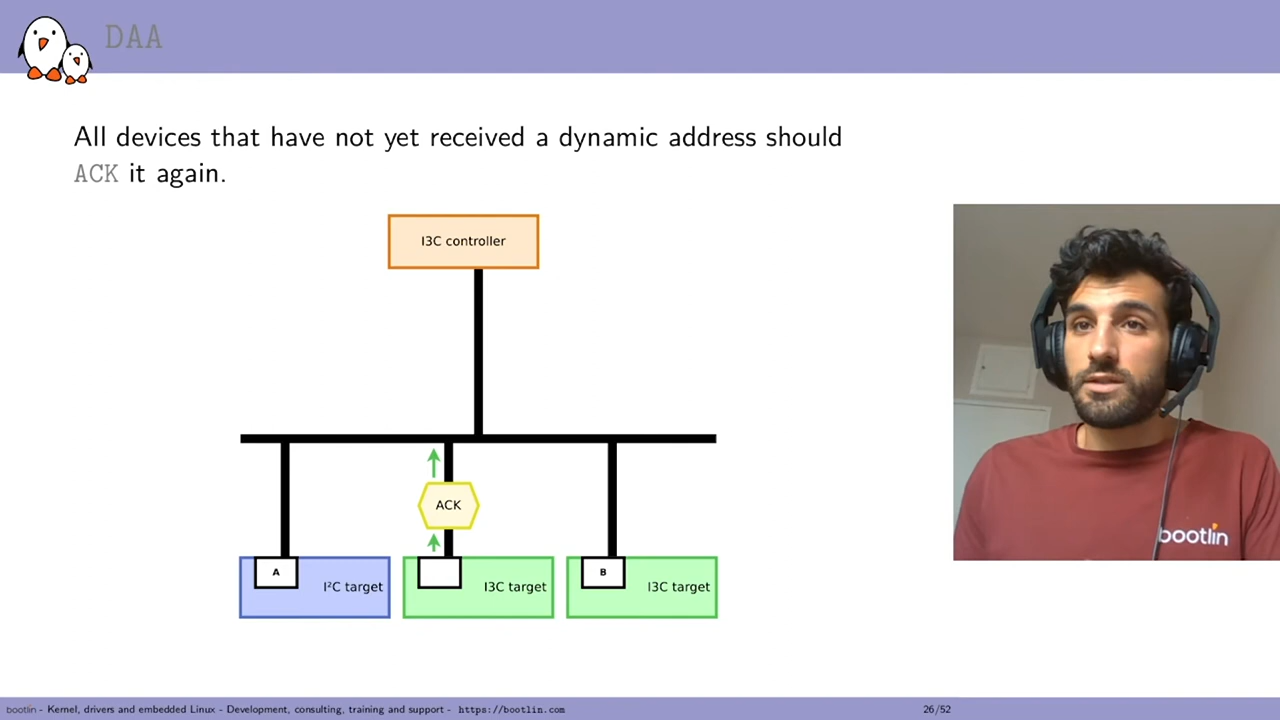 DAA
All devices that have not yet received a dynamic address should
ACK it again.
I3C controller
ACK
A
I²C target
I3C target
B
I3C target
bootlin
bootlin - Kernel, drivers and embedded Linux - Development, consulting, training and support - https://bootlin.com
26/52